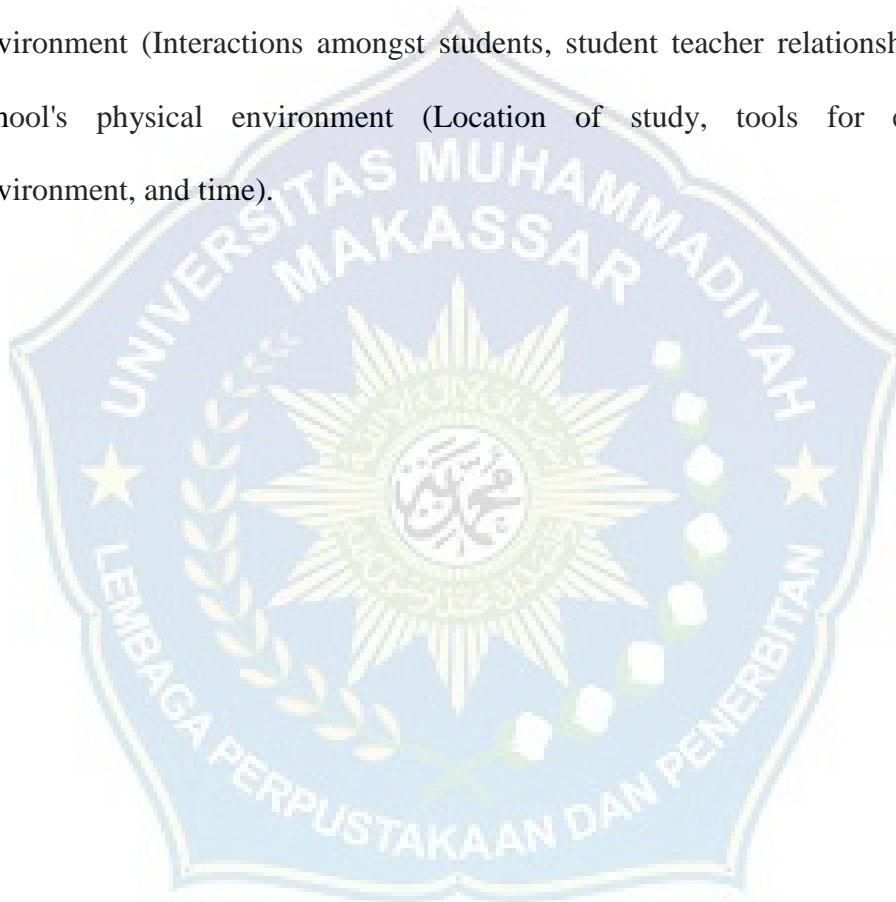 vironment (Interactions amongst students, student teacher relationsh
hool's physical environment (Location of study, tools for e
vironment, and time).
UNIVERSITAS MUHAMMADIYAH
MAKASSAR
محمدية
LEMBAGA PERPUSTAKAAN DAN PENERBITAN